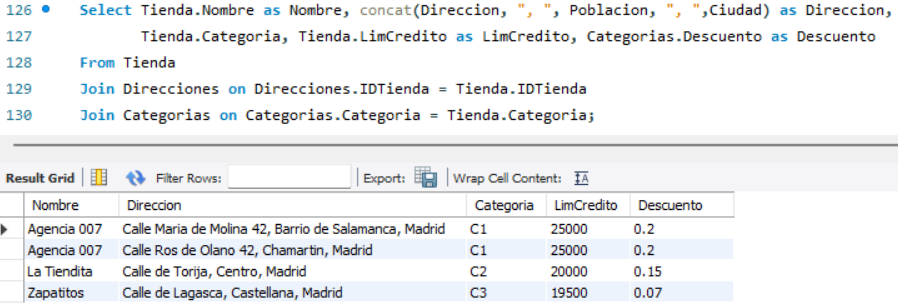 126 Select Tienda.Nombre as Nombre, concat(Direccion, ", ", Poblacion, ", ",Ciudad) as Direccion,
127 Tienda.Categoria, Tienda.LimCredito as LimCredito, Categorias.Descuento as Descuento
128 From Tienda
129 Join Direcciones on Direcciones.IDTienda = Tienda.IDTienda
130 Join Categorias on Categorias.Categoria = Tienda.Categoria;
Result Grid Filter Rows: Export: Wrap Cell Content: IA
Nombre Direccion Categoria LimCredito Descuento
Agencia 007 Calle Maria de Molina 42, Barrio de Salamanca, Madrid C1 25000 0.2
Agencia 007 Calle Ros de Olano 42, Chamartin, Madrid C1 25000 0.2
La Tiendita Calle de Torija, Centro, Madrid C2 20000 0.15
Zapatitos Calle de Lagasca, Castellana, Madrid C3 19500 0.07